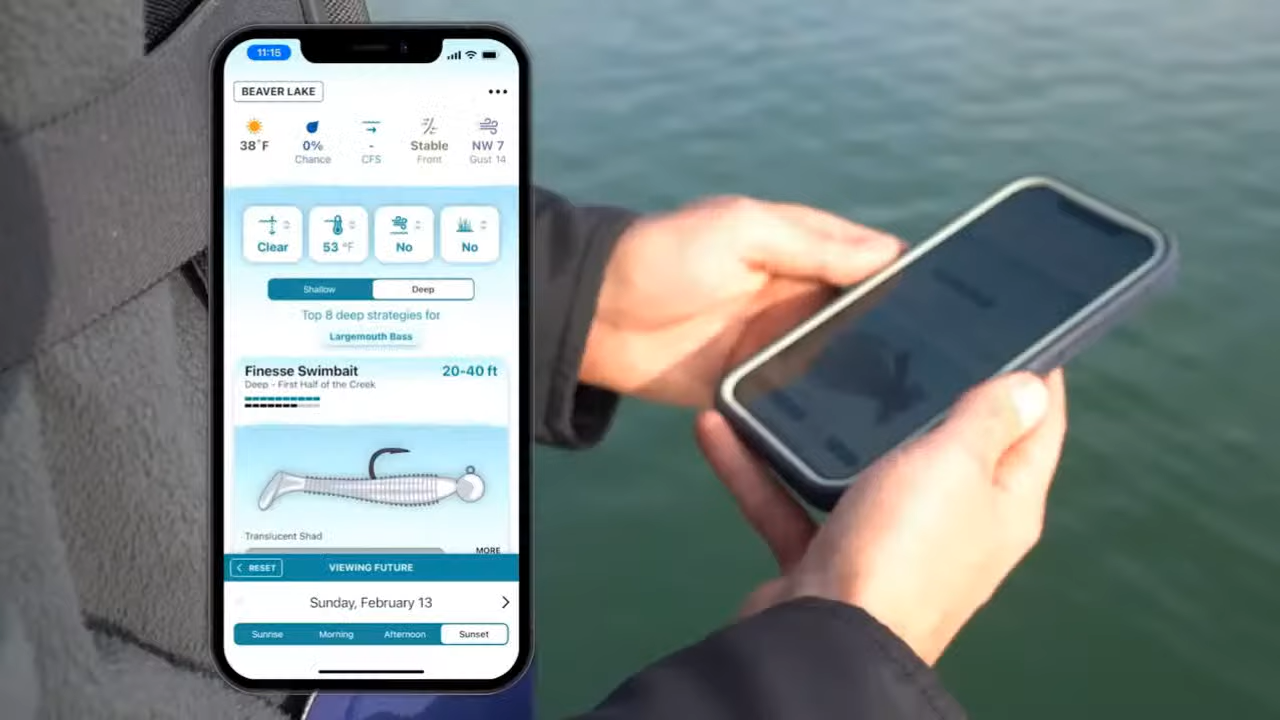 11:15
BEAVER LAKE
38°F
0%
Chance
-
CFS
Stable
Front
NW 7
Gust 14
Clear
53 °F
No
No
Shallow
Deep
Top 8 deep strategies for
Largemouth Bass
Finesse Swimbait
20-40 ft
Deep - First Half of the Creek
Translucent Shad
MORE
RESET
VIEWING FUTURE
Sunday, February 13
Sunrise
Morning
Afternoon
Sunset